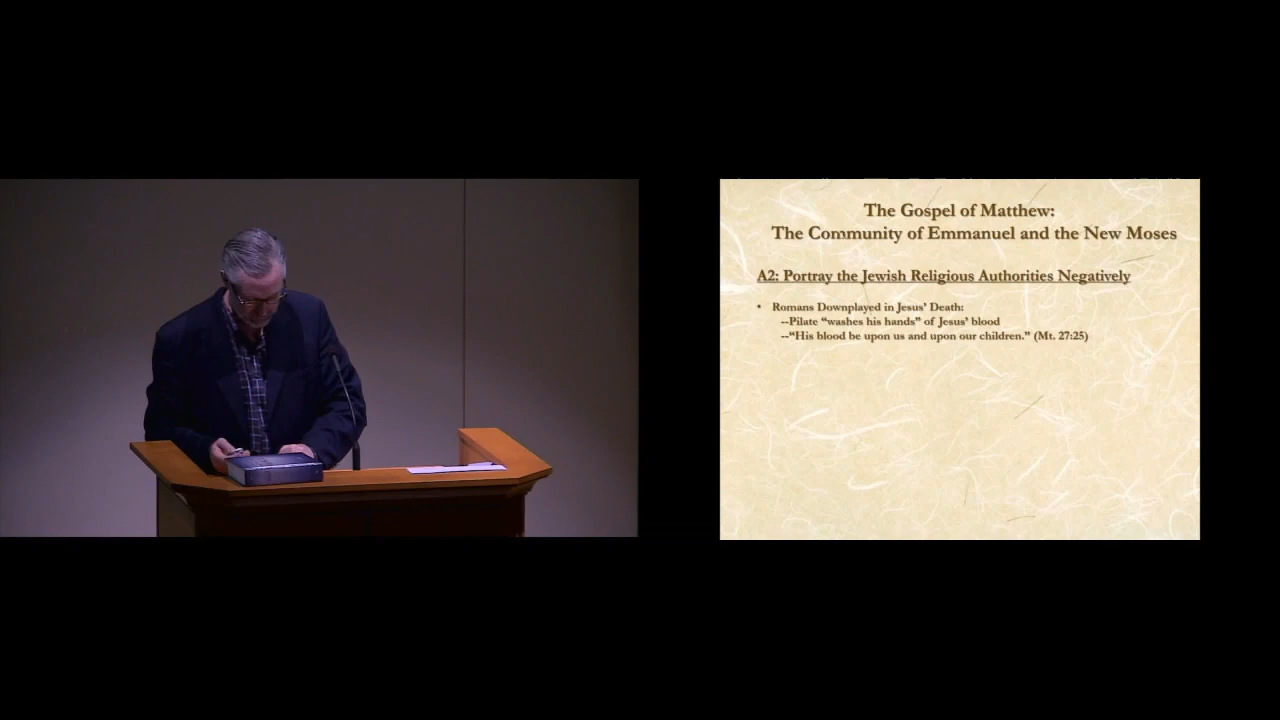 The Gospel of Matthew:
The Community of Emmanuel and the New Moses
A2: Portray the Jewish Religious Authorities Negatively
• Romans Downplayed in Jesus’ Death:
--Pilate “washes his hands” of Jesus’ blood
--“His blood be upon us and upon our children.” (Mt. 27:25)